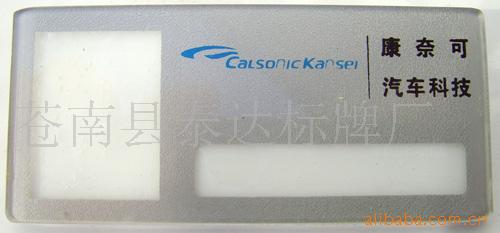 CalsonicKansei
康奈可
汽车科技
苍南县泰达标牌厂
alibaba.com.cn